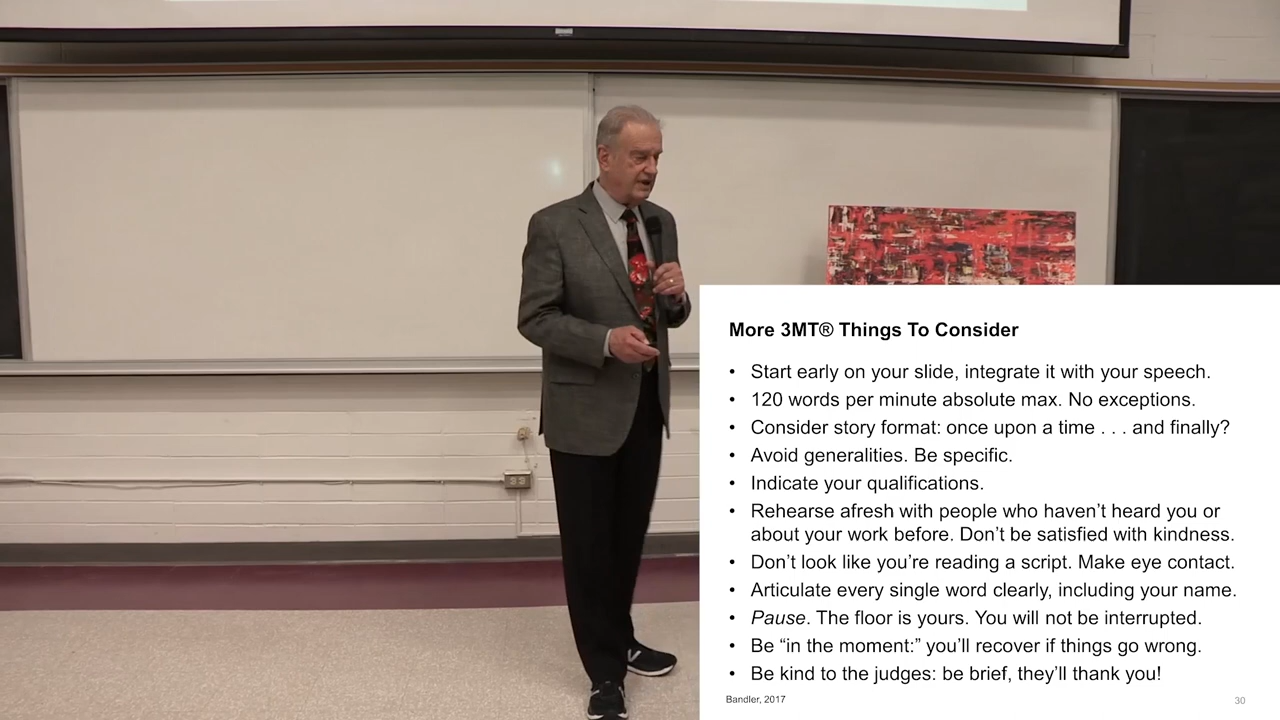 More 3MT® Things To Consider
• Start early on your slide, integrate it with your speech.
• 120 words per minute absolute max. No exceptions.
• Consider story format: once upon a time . . . and finally?
• Avoid generalities. Be specific.
• Indicate your qualifications.
• Rehearse afresh with people who haven’t heard you or
about your work before. Don’t be satisfied with kindness.
• Don’t look like you’re reading a script. Make eye contact.
• Articulate every single word clearly, including your name.
• Pause. The floor is yours. You will not be interrupted.
• Be “in the moment:” you’ll recover if things go wrong.
• Be kind to the judges: be brief, they’ll thank you!
Bandler, 2017
30